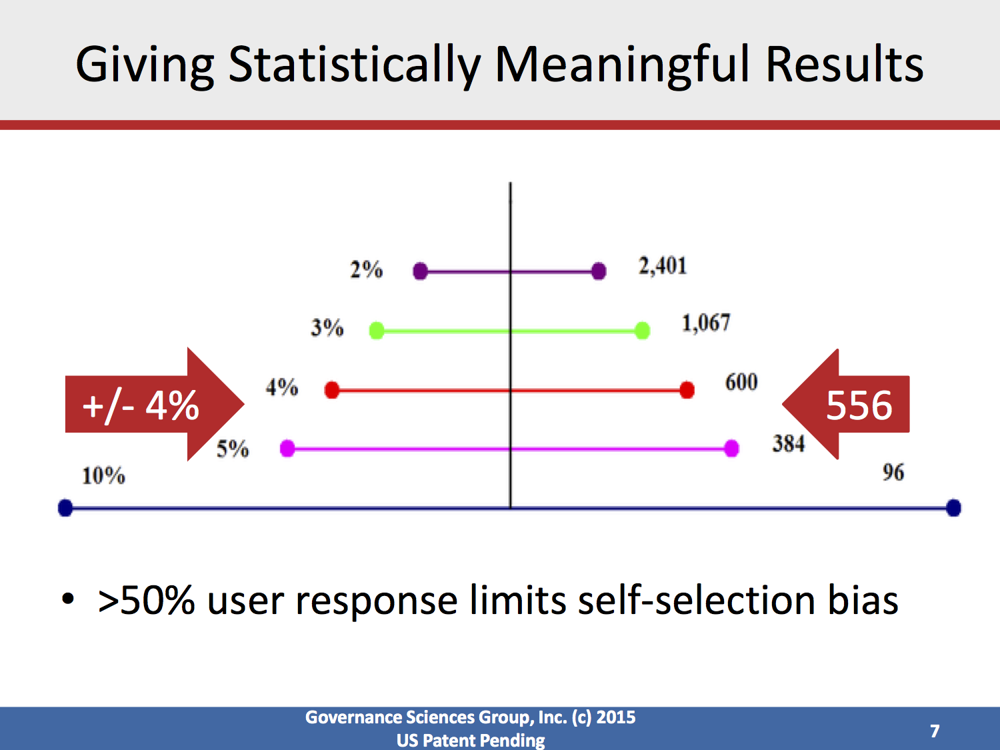 Giving Statistically Meaningful Results
2% 2,401
3% 1,067
4% 600
+/- 4% 556
5% 384
10% 96
• >50% user response limits self-selection bias
Governance Sciences Group, Inc. (c) 2015
US Patent Pending
7